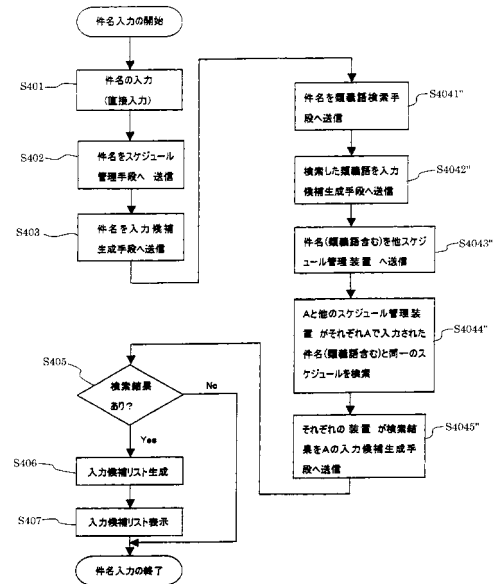 件名入力の開始
S401
件名の入力
(直接入力)
S402
件名をスケジュール
管理手段へ 送信
S403
件名を入力候補
生成手段へ送信
件名を類義語検索手
段へ送信
S4041"
検索した類義語を入力
候補生成手段へ送信
S4042"
件名(類義語含む)を他スケジ
ュール管理装置 へ送信
S4043"
Aと他のスケジュール管理装
置 がそれぞれAで入力された
件名(類義語含む)と同一のス
ケジュールを検索
S4044"
それぞれの 装置 が検索結
果をAの入力候補生成手
段へ送信
S4045"
S405
検索結果
あり?
No
Yes
S406
入力候補リスト生成
S407
入力候補リスト表示
件名入力の終了